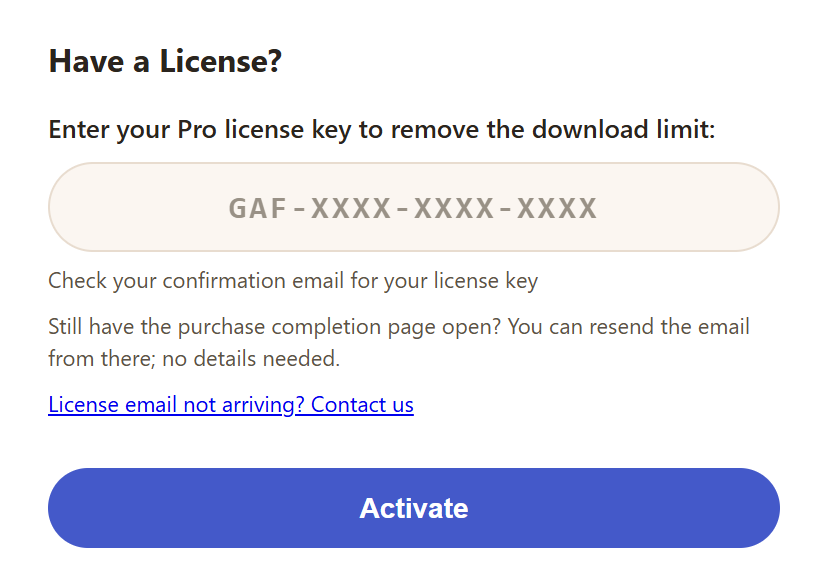 Have a License?
Enter your Pro license key to remove the download limit:
GAF-XXXX-XXXX-XXXX
Check your confirmation email for your license key
Still have the purchase completion page open? You can resend the email
from there; no details needed.
License email not arriving? Contact us
Activate